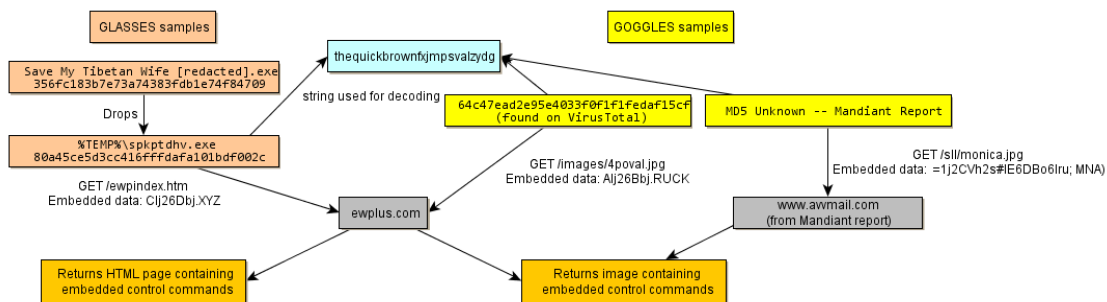 GLASSES samples
GOGGLES samples
thequickbrownfxjmpsvalzydg
Save My Tibetan Wife [redacted].exe
356fc183b7e73a74383fdb1e74f84709
Drops
string used for decoding
64c47ead2e95e4033f0f1f1fedaf15cf
(found on VirusTotal)
MD5 Unknown -- Mandiant Report
%TEMP%\spkptdhv.exe
80a45ce5d3cc416fffdafa101bdf002c
GET /ewpindex.htm
Embedded data: CIj26Dbj.XYZ
GET /images/4poval.jpg
Embedded data: AIj26Bbj.RUCK
GET /sll/monica.jpg
Embedded data: =1j2CVh2s#IE6DBo6Iru; MNA)
ewplus.com
www.avvmail.com
(from Mandiant report)
Returns HTML page containing
embedded control commands
Returns image containing
embedded control commands